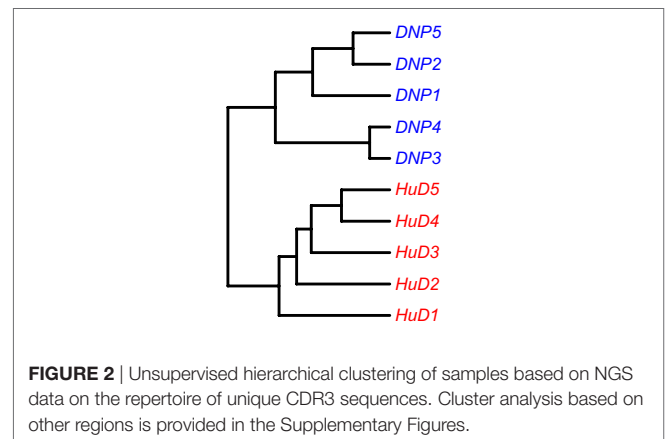 DNP5
DNP2
DNP1
DNP4
DNP3
HuD5
HuD4
HuD3
HuD2
HuD1
FIGURE 2 | Unsupervised hierarchical clustering of samples based on NGS
data on the repertoire of unique CDR3 sequences. Cluster analysis based on
other regions is provided in the Supplementary Figures.